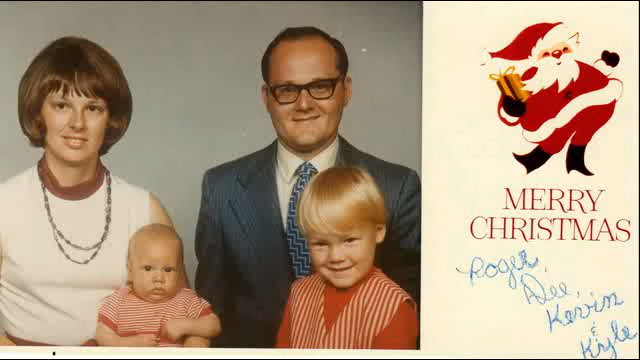 MERRY
CHRISTMAS
Roger,
Dee,
Kevin
&
Kyle